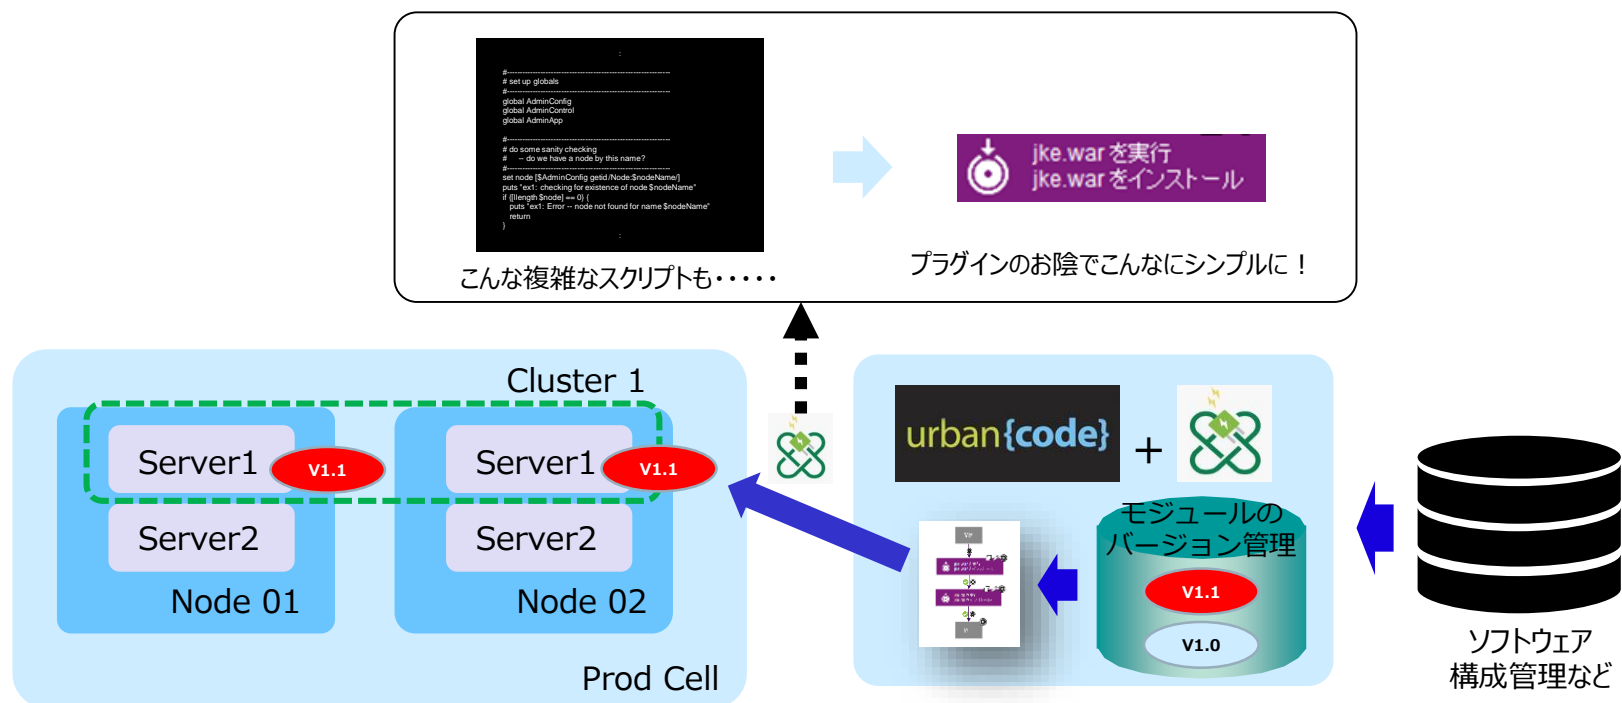 :
#------------------------------------------------------------
# set up globals
#------------------------------------------------------------
global AdminConfig
global AdminControl
global AdminApp
#------------------------------------------------------------
# do some sanity checking
# -- do we have a node by this name?
#------------------------------------------------------------
set node [$AdminConfig getid /Node:$nodeName/]
puts "ex1: checking for existence of node $nodeName"
if {[llength $node] == 0} {
puts "ex1: Error -- node not found for name $nodeName"
return
}
:
こんな複雑なスクリプトも・・・・・
jke.war を実行
jke.war をインストール
プラグインのお陰でこんなにシンプルに！
Cluster 1
Server1
V1.1
Server2
Node 01
Server1
V1.1
Server2
Node 02
Prod Cell
urban{code}
+
モジュールの
バージョン管理
V1.1
V1.0
ソフトウェア
構成管理など